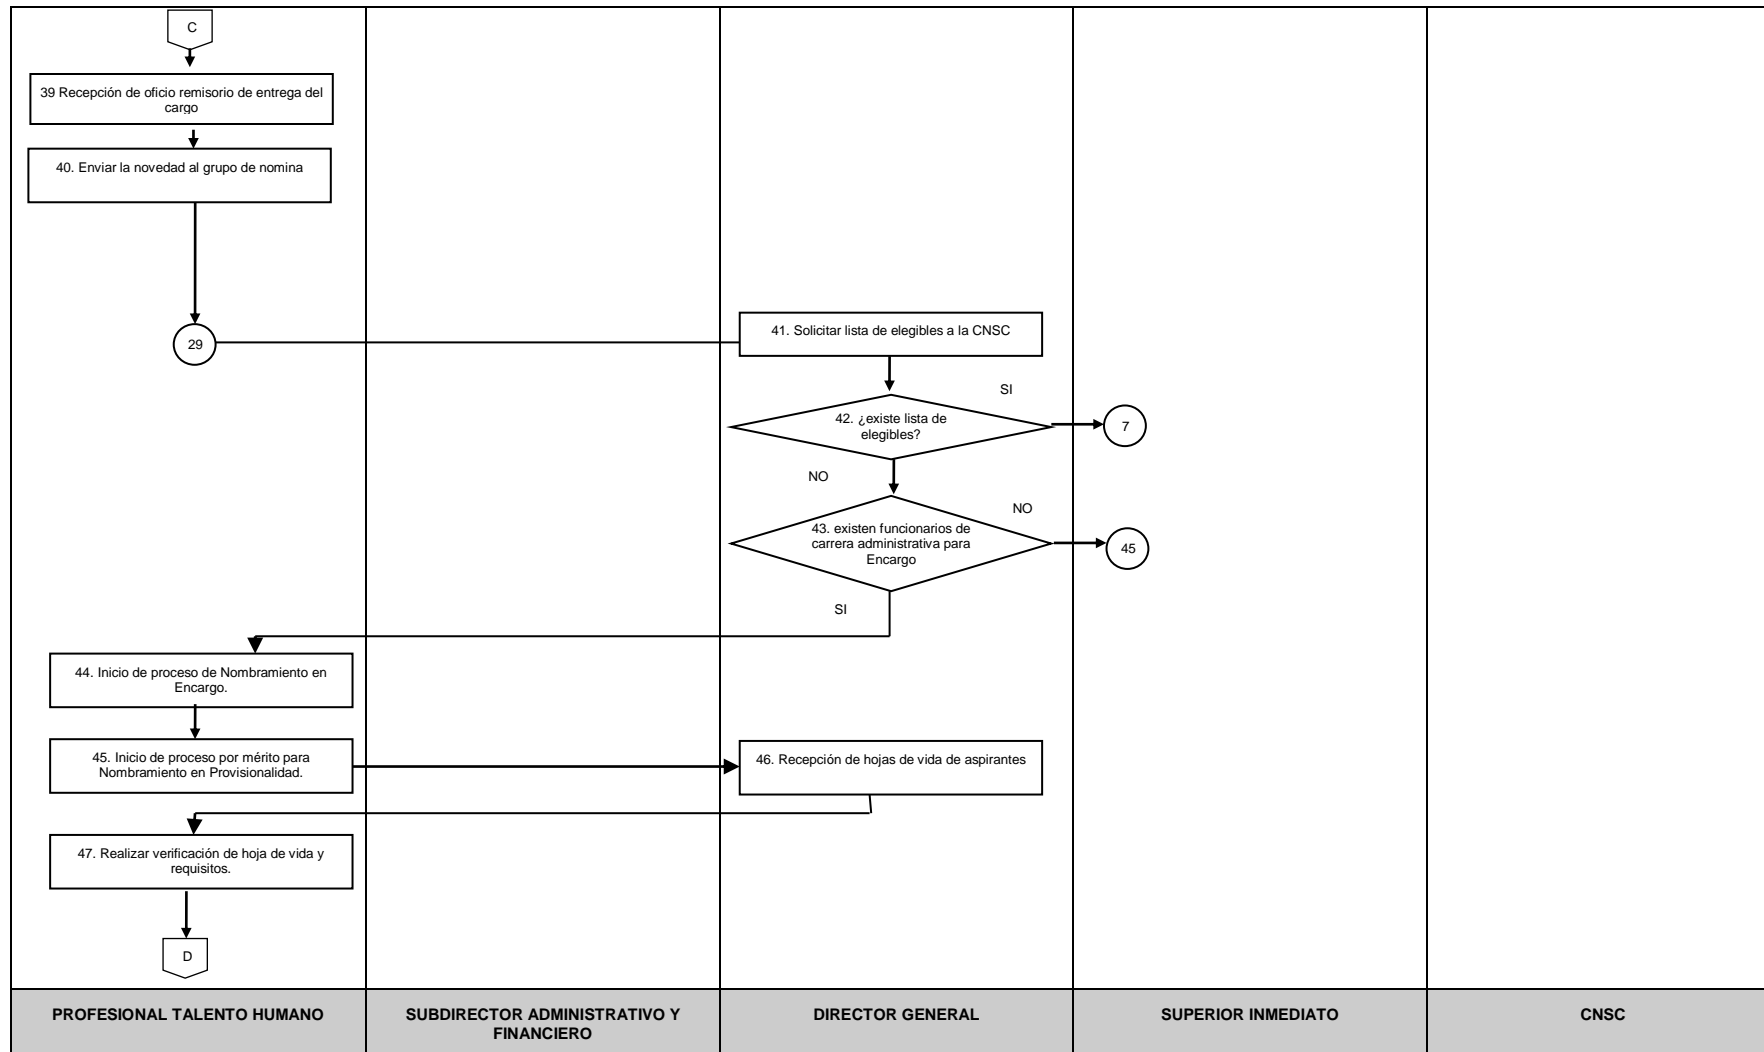 C
39 Recepción de oficio remisorio de entrega del
cargo
40. Enviar la novedad al grupo de nomina
29
41. Solicitar lista de elegibles a la CNSC
SI
42. ¿existe lista de
elegibles?
7
NO
NO
43. existen funcionarios de
carrera administrativa para
Encargo
45
SI
44. Inicio de proceso de Nombramiento en
Encargo.
45. Inicio de proceso por mérito para
Nombramiento en Provisionalidad.
46. Recepción de hojas de vida de aspirantes
47. Realizar verificación de hoja de vida y
requisitos.
D
PROFESIONAL TALENTO HUMANO
SUBDIRECTOR ADMINISTRATIVO Y
FINANCIERO
DIRECTOR GENERAL
SUPERIOR INMEDIATO
CNSC